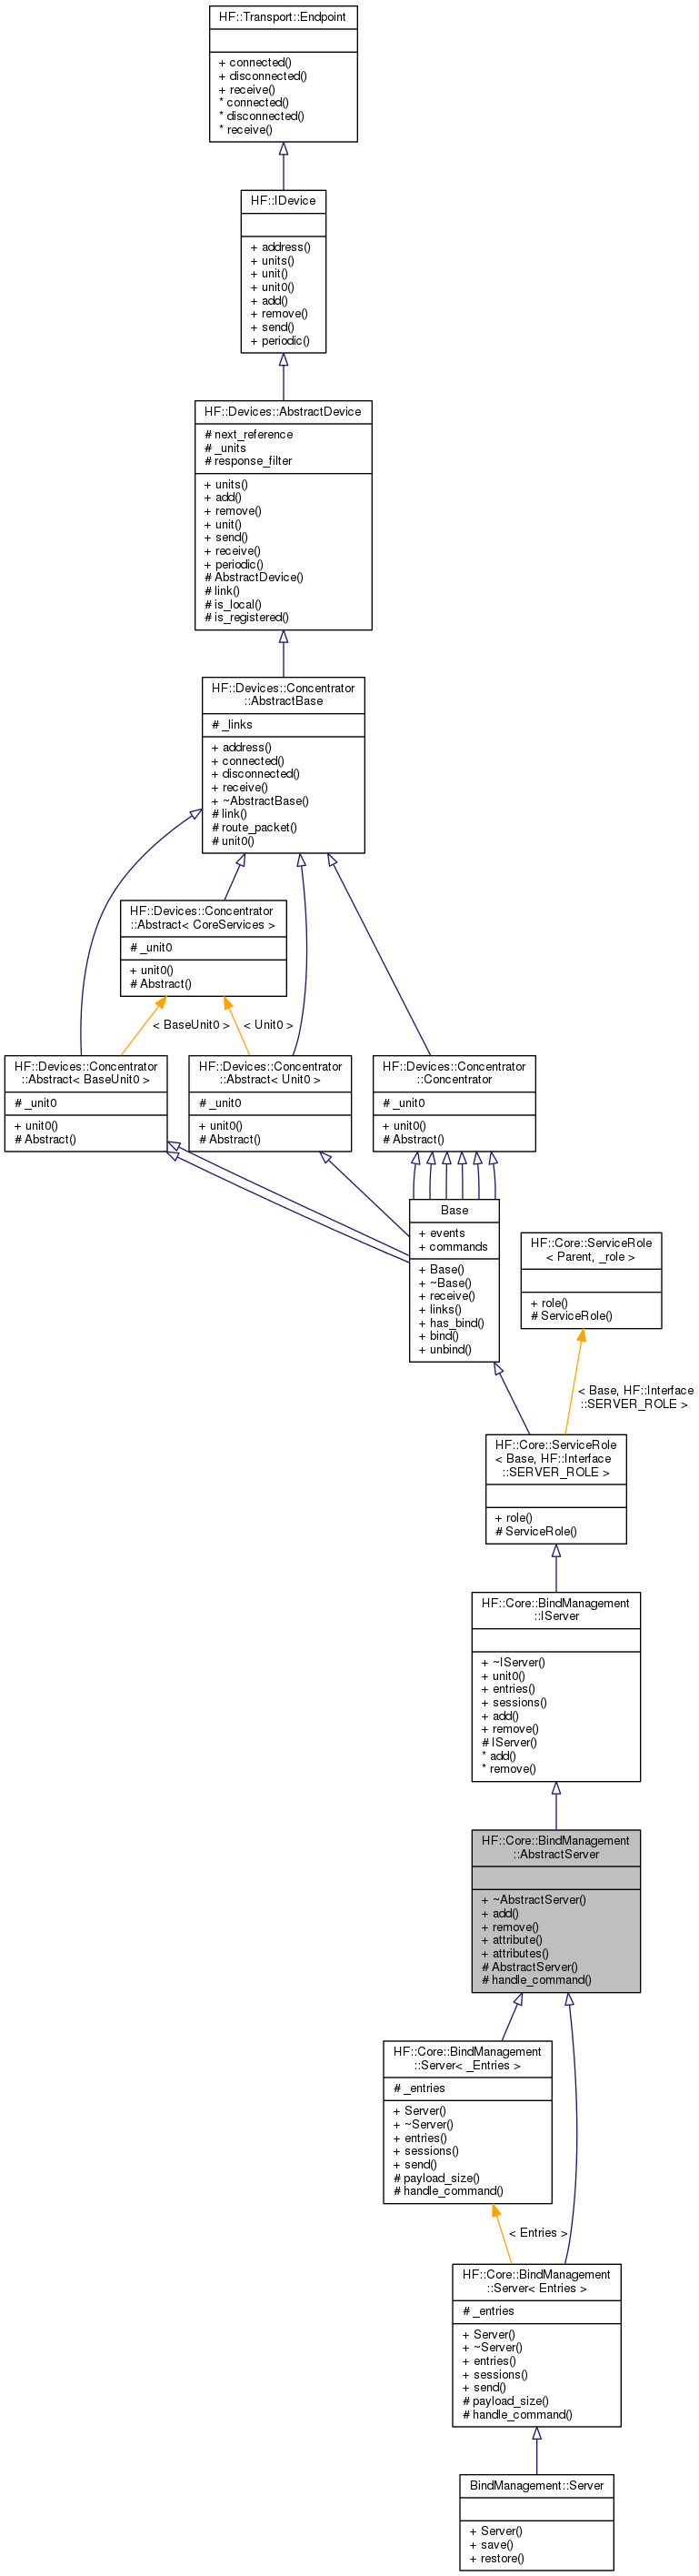 HF::Transport::Endpoint
+ connected()
+ disconnected()
+ receive()
* connected()
* disconnected()
* receive()
HF::IDevice
+ address()
+ units()
+ unit()
+ unit0()
+ add()
+ remove()
+ send()
+ periodic()
HF::Devices::AbstractDevice
# next_reference
# _units
# response_filter
+ units()
+ add()
+ remove()
+ unit()
+ send()
+ receive()
+ periodic()
# AbstractDevice()
# link()
# is_local()
# is_registered()
HF::Devices::Concentrator
::AbstractBase
# _links
+ address()
+ connected()
+ disconnected()
+ receive()
+ ~AbstractBase()
# link()
# route_packet()
# unit0()
HF::Devices::Concentrator
::Abstract< CoreServices >
# _unit0
+ unit0()
# Abstract()
< BaseUnit0 >
< Unit0 >
HF::Devices::Concentrator
::Abstract< BaseUnit0 >
# _unit0
+ unit0()
# Abstract()
HF::Devices::Concentrator
::Abstract< Unit0 >
# _unit0
+ unit0()
# Abstract()
HF::Devices::Concentrator
::Concentrator
# _unit0
+ unit0()
# Abstract()
Base
+ events
+ commands
+ Base()
+ ~Base()
+ receive()
+ links()
+ has_bind()
+ bind()
+ unbind()
HF::Core::ServiceRole
< Parent, _role >
+ role()
# ServiceRole()
< Base, HF::Interface
::SERVER_ROLE >
HF::Core::ServiceRole
< Base, HF::Interface
::SERVER_ROLE >
+ role()
# ServiceRole()
HF::Core::BindManagement
::IServer
+ ~IServer()
+ unit0()
+ entries()
+ sessions()
+ add()
+ remove()
# IServer()
* add()
* remove()
HF::Core::BindManagement
::AbstractServer
+ ~AbstractServer()
+ add()
+ remove()
+ attribute()
+ attributes()
# AbstractServer()
# handle_command()
HF::Core::BindManagement
::Server< _Entries >
# _entries
+ Server()
+ ~Server()
+ entries()
+ sessions()
+ send()
# payload_size()
# handle_command()
< Entries >
HF::Core::BindManagement
::Server< Entries >
# _entries
+ Server()
+ ~Server()
+ entries()
+ sessions()
+ send()
# payload_size()
# handle_command()
BindManagement::Server
+ Server()
+ save()
+ restore()